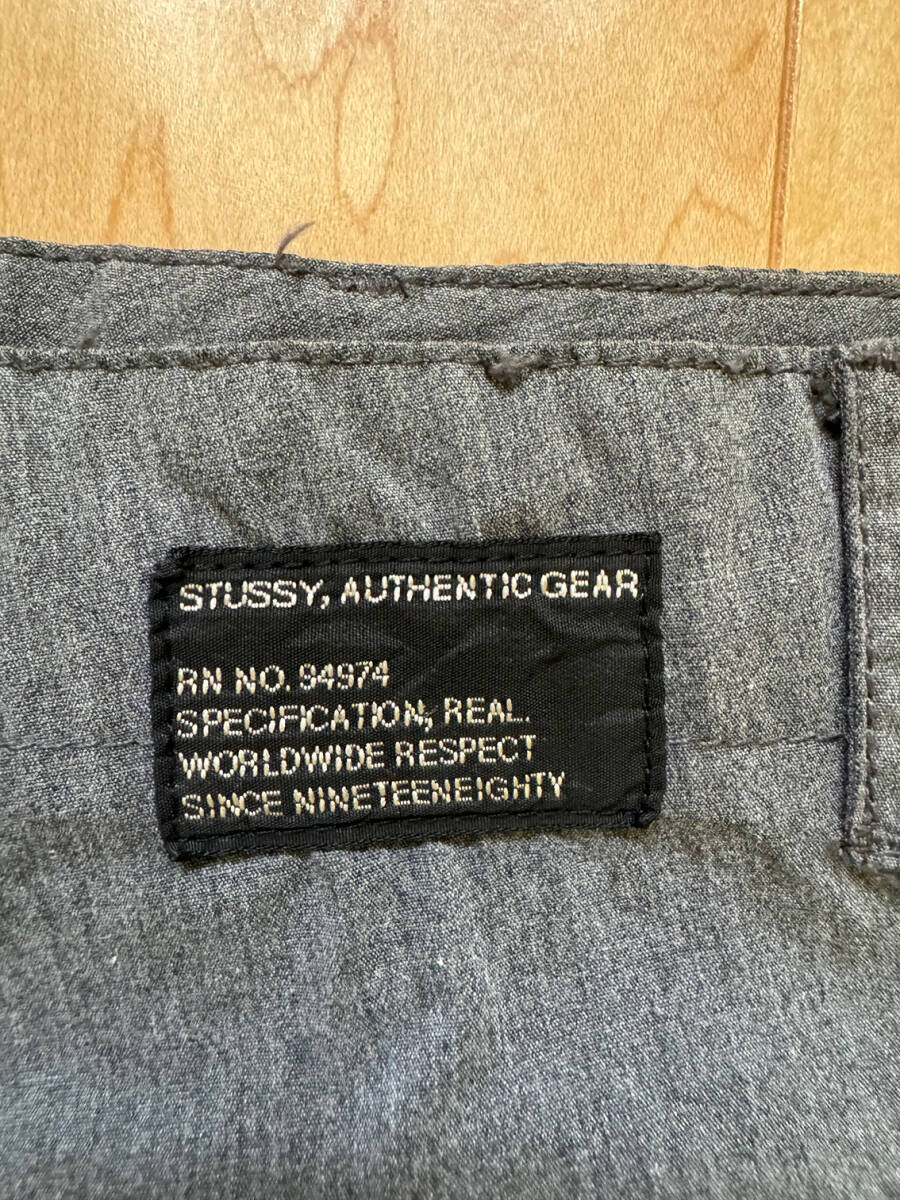 STUSSY, AUTHENTIC GEAR
RN NO. 94974
SPECIFICATION, REAL.
WORLDWIDE RESPECT
SINCE NINETEENEIGHTY